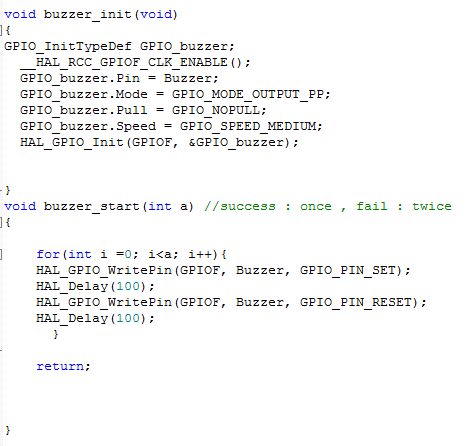 void buzzer_init(void)
{
GPIO_InitTypeDef GPIO_buzzer;
  __HAL_RCC_GPIOF_CLK_ENABLE();
  GPIO_buzzer.Pin = Buzzer;
  GPIO_buzzer.Mode = GPIO_MODE_OUTPUT_PP;
  GPIO_buzzer.Pull = GPIO_NOPULL;
  GPIO_buzzer.Speed = GPIO_SPEED_MEDIUM;
  HAL_GPIO_Init(GPIOF, &GPIO_buzzer);
}
void buzzer_start(int a) //success : once , fail : twice
{
    for(int i =0; i<a; i++){
    HAL_GPIO_WritePin(GPIOF, Buzzer, GPIO_PIN_SET);
    HAL_Delay(100);
    HAL_GPIO_WritePin(GPIOF, Buzzer, GPIO_PIN_RESET);
    HAL_Delay(100);
      }
    return;
}